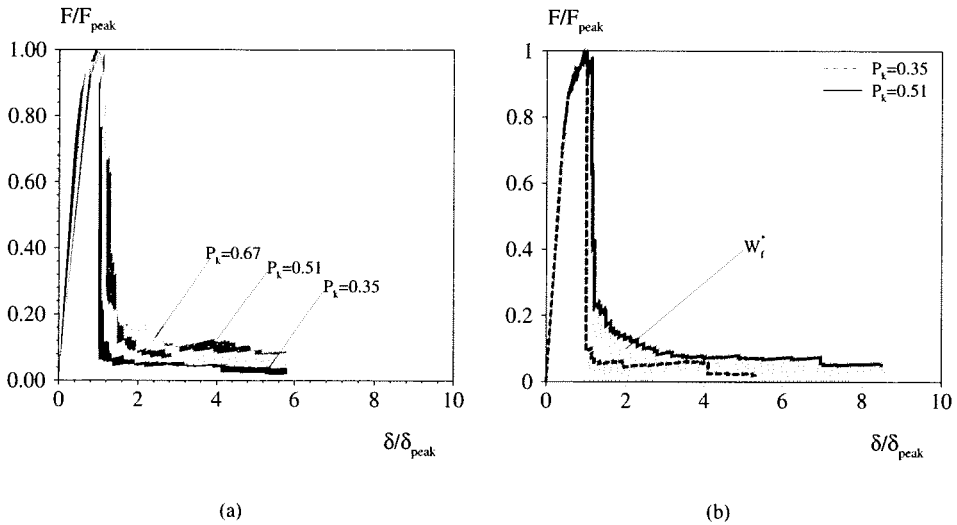 F/F_peak
1.00
0.80
0.60
0.40
0.20
0.00
P_k=0.67
P_k=0.51
P_k=0.35
0 2 4 6 8 10
δ/δ_peak
(a)
F/F_peak
1
0.8
0.6
0.4
0.2
0
P_k=0.35
P_k=0.51
W_f^*
0 2 4 6 8 10
δ/δ_peak
(b)